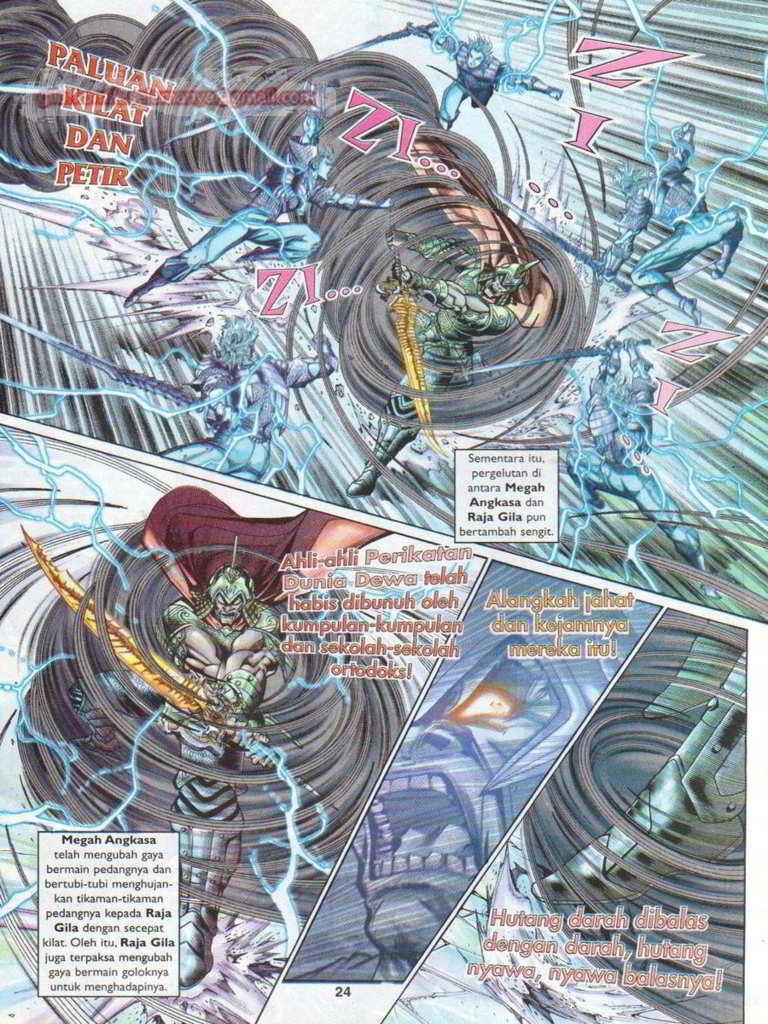 PALUAN
KILAT
DAN
PETIR
ZI
ZI....
...
ZI...
ZI
...
Sementara itu,
pergelutan di
antara Megah
Angkasa dan
Raja Gila pun
bertambah sengit.
Ahli-ahli Perikatan
Dunia Dewa telah
habis dibunuh oleh
kumpulan-kumpulan
dan sekolah-sekolah
ortodoks!
Alangkah jahat
dan kejamnya
mereka itu!
Megah Angkasa
telah mengubah gaya
bermain pedangnya dan
bertubi-tubi menghujan-
kan tikaman-tikaman
pedangnya kepada Raja
Gila dengan secepat
kilat. Oleh itu, Raja Gila
juga terpaksa mengubah
gaya bermain goloknya
untuk menghadapinya.
Hutang darah dibalas
dengan darah, hutang
nyawa, nyawa balasnya!
24